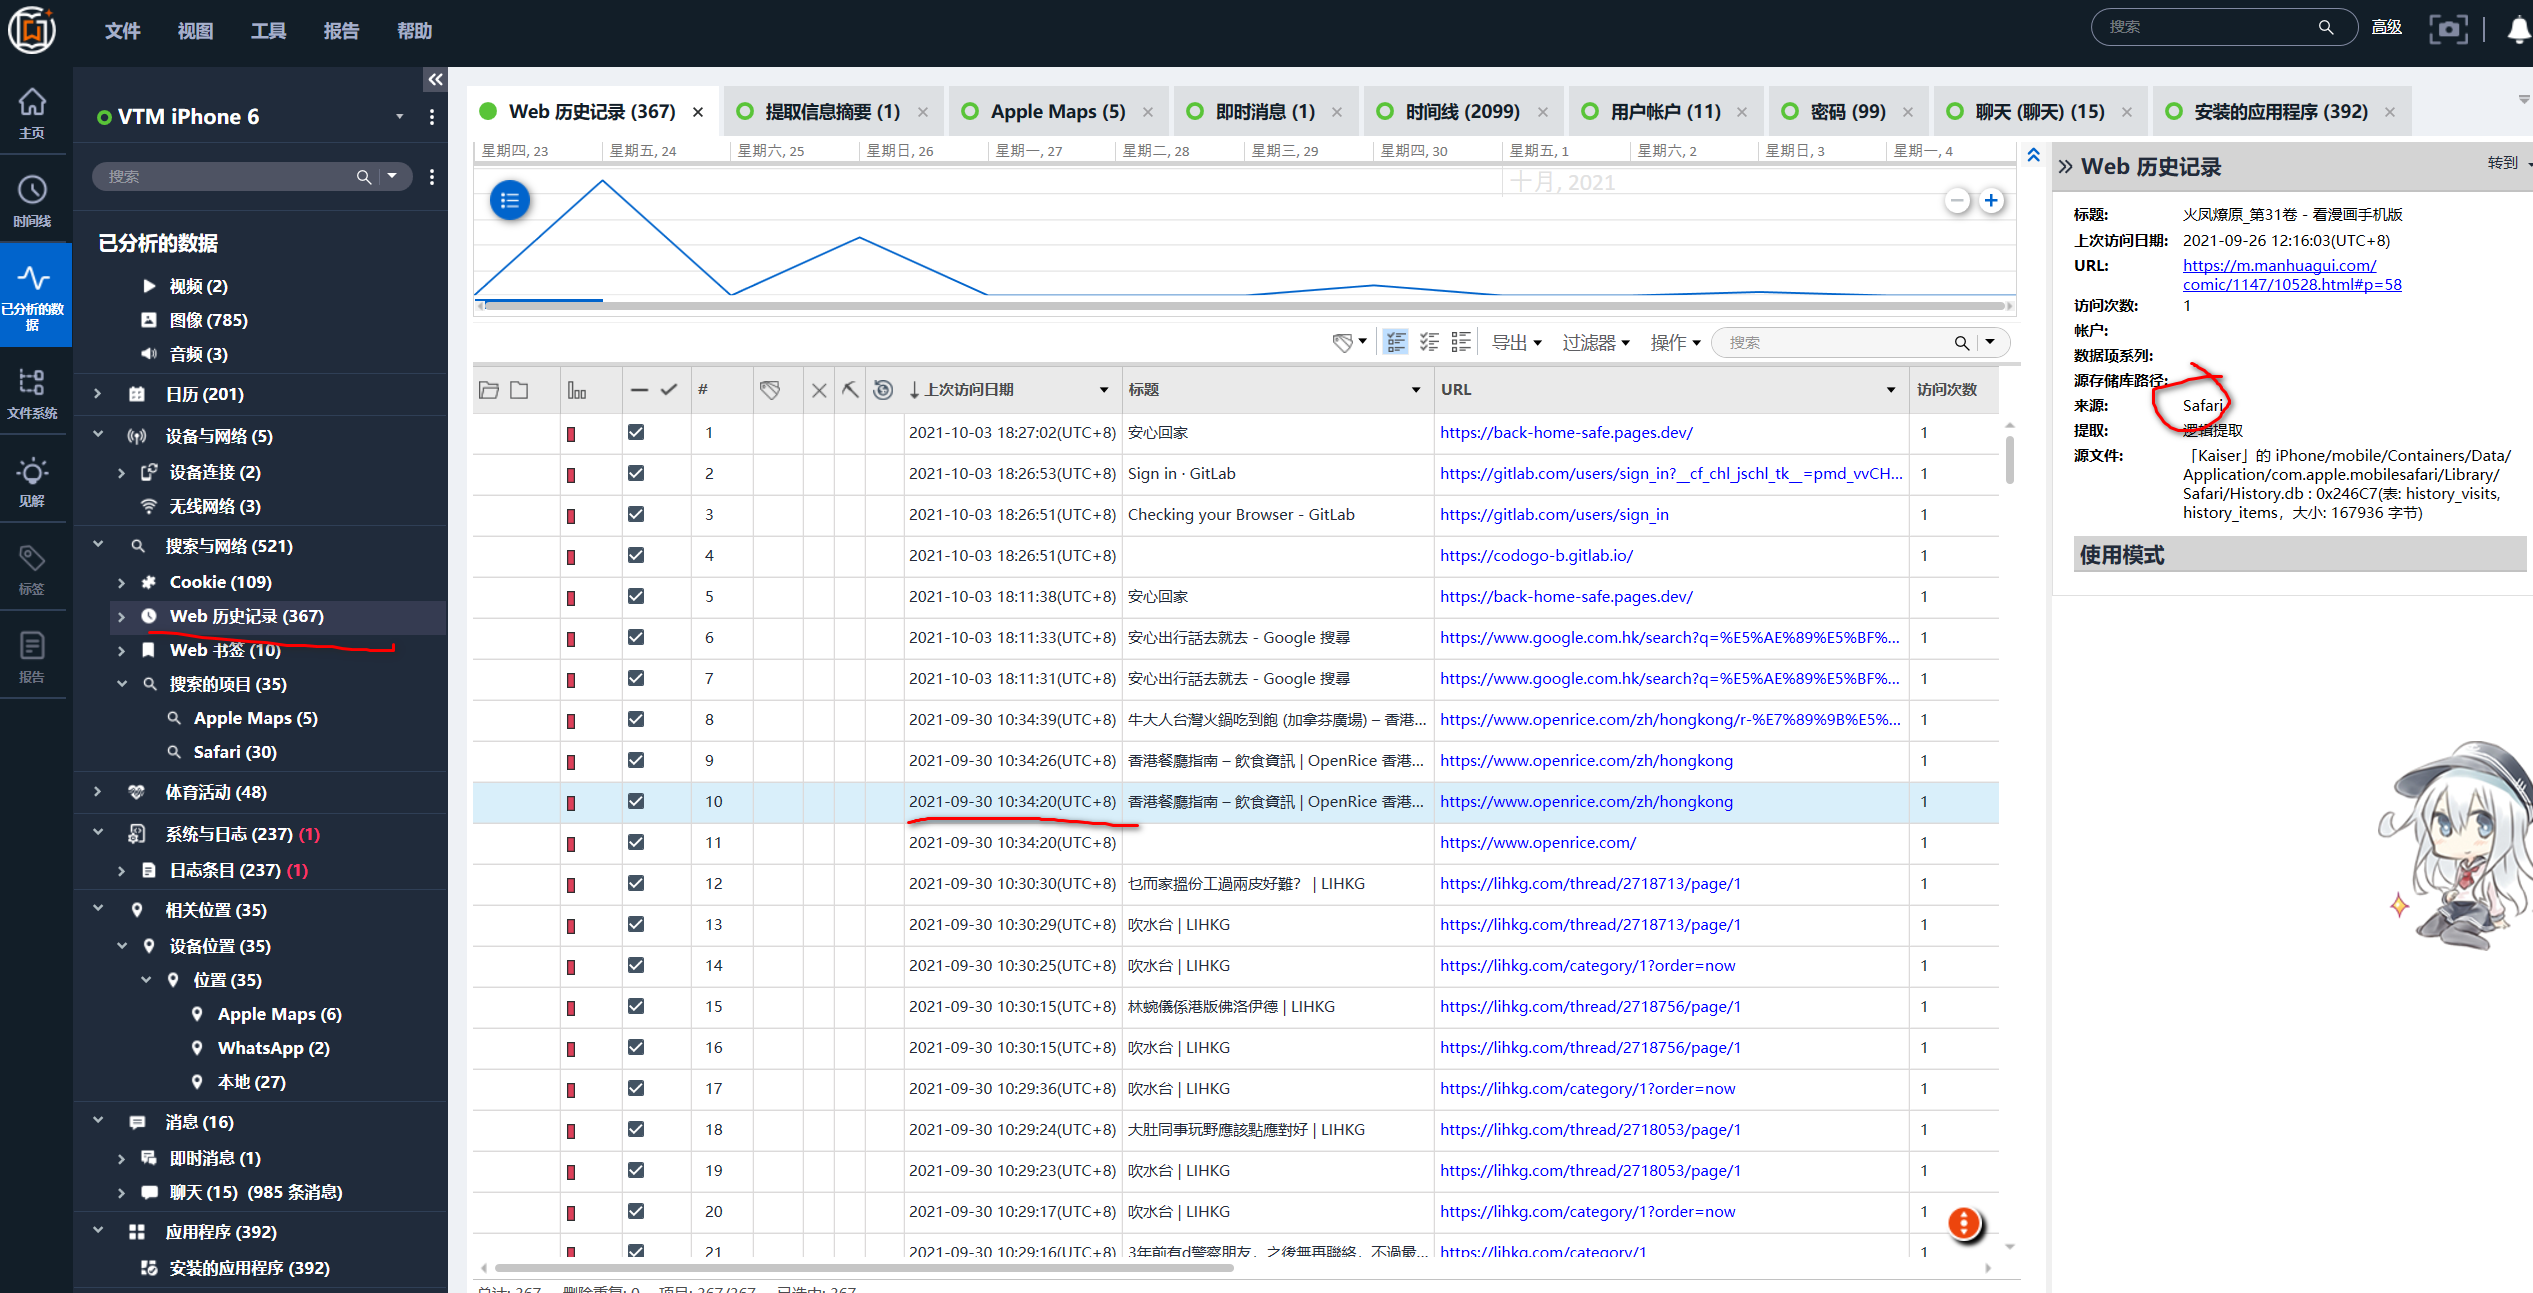 文件 视图 工具 报告 帮助
搜索 高级
主页
时间线
已分析的数据
文件系统
见解
标签
报告
VTM iPhone 6
搜索
已分析的数据
视频 (2)
图像 (785)
音频 (3)
日历 (201)
设备与网络 (5)
设备连接 (2)
无线网络 (3)
搜索与网络 (521)
Cookie (109)
Web 历史记录 (367)
Web 书签 (10)
搜索的项目 (35)
Apple Maps (5)
Safari (30)
体育活动 (48)
系统与日志 (237) (1)
日志条目 (237) (1)
相关位置 (35)
设备位置 (35)
位置 (35)
Apple Maps (6)
WhatsApp (2)
本地 (27)
消息 (16)
即时消息 (1)
聊天 (15) (985 条消息)
应用程序 (392)
安装的应用程序 (392)
Web 历史记录 (367) 提取信息摘要 (1) Apple Maps (5) 即时消息 (1) 时间线 (2099) 用户帐户 (11) 密码 (99) 聊天 (聊天) (15) 安装的应用程序 (392)
星期四, 23 星期五, 24 星期六, 25 星期日, 26 星期一, 27 星期二, 28 星期三, 29 星期四, 30 星期五, 1 星期六, 2 星期日, 3 星期一, 4
十月, 2021
导出 过滤器 操作 搜索
# 上次访问日期 标题 URL 访问次数
1 2021-10-03 18:27:02(UTC+8) 安心回家 https://back-home-safe.pages.dev/ 1
2 2021-10-03 18:26:53(UTC+8) Sign in · GitLab https://gitlab.com/users/sign_in?__cf_chl_jschl_tk__=pmd_vvCH... 1
3 2021-10-03 18:26:51(UTC+8) Checking your Browser - GitLab https://gitlab.com/users/sign_in 1
4 2021-10-03 18:26:51(UTC+8) https://codogo-b.gitlab.io/ 1
5 2021-10-03 18:11:38(UTC+8) 安心回家 https://back-home-safe.pages.dev/ 1
6 2021-10-03 18:11:33(UTC+8) 安心出行話去就去 - Google 搜尋 https://www.google.com.hk/search?q=%E5%AE%89%E5%BF%... 1
7 2021-10-03 18:11:31(UTC+8) 安心出行話去就去 - Google 搜尋 https://www.google.com.hk/search?q=%E5%AE%89%E5%BF%... 1
8 2021-09-30 10:34:39(UTC+8) 牛大人台灣火鍋吃到飽 (加拿芬廣場) – 香港... https://www.openrice.com/zh/hongkong/r-%E7%89%9B%E5%... 1
9 2021-09-30 10:34:26(UTC+8) 香港餐廳指南 – 飲食資訊 | OpenRice 香港... https://www.openrice.com/zh/hongkong 1
10 2021-09-30 10:34:20(UTC+8) 香港餐廳指南 – 飲食資訊 | OpenRice 香港... https://www.openrice.com/zh/hongkong 1
11 2021-09-30 10:34:20(UTC+8) https://www.openrice.com/ 1
12 2021-09-30 10:30:30(UTC+8) 乜而家搵份工過兩皮好難? | LIHKG https://lihkg.com/thread/2718713/page/1 1
13 2021-09-30 10:30:29(UTC+8) 吹水台 | LIHKG https://lihkg.com/thread/2718713/page/1 1
14 2021-09-30 10:30:25(UTC+8) 吹水台 | LIHKG https://lihkg.com/category/1?order=now 1
15 2021-09-30 10:30:15(UTC+8) 林蜿儀係港版佛洛伊德 | LIHKG https://lihkg.com/thread/2718756/page/1 1
16 2021-09-30 10:30:15(UTC+8) 吹水台 | LIHKG https://lihkg.com/thread/2718756/page/1 1
17 2021-09-30 10:29:36(UTC+8) 吹水台 | LIHKG https://lihkg.com/category/1?order=now 1
18 2021-09-30 10:29:24(UTC+8) 大肚同事玩野應該點應對好 | LIHKG https://lihkg.com/thread/2718053/page/1 1
19 2021-09-30 10:29:23(UTC+8) 吹水台 | LIHKG https://lihkg.com/thread/2718053/page/1 1
20 2021-09-30 10:29:17(UTC+8) 吹水台 | LIHKG https://lihkg.com/category/1?order=now 1
21 2021-09-30 10:29:16(UTC+8) 3年前有d警察朋友，之後無再聯絡，不過最... https://lihkg.com/category/1 1
总计: 367 删除重复: 0 项目: 367/367 已选中: 367
Web 历史记录 转到
标题: 火凤燎原_第31卷 - 看漫画手机版
上次访问日期: 2021-09-26 12:16:03(UTC+8)
URL: https://m.manhuagui.com/
comic/1147/10528.html#p=58
访问次数: 1
帐户:
数据项系列:
源存储库路径:
来源: Safari
提取: 逻辑提取
源文件: 「Kaiser」的 iPhone/mobile/Containers/Data/
Application/com.apple.mobilesafari/Library/
Safari/History.db : 0x246C7(表: history_visits,
history_items，大小: 167936 字节)
使用模式